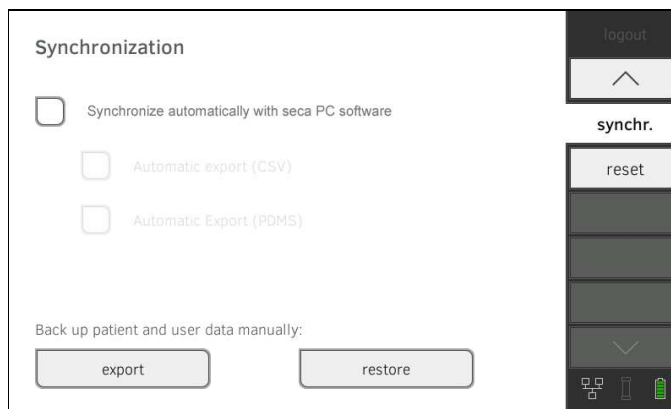 Synchronization
Synchronize automatically with seca PC software
Automatic export (CSV)
Automatic Export (PDMS)
Back up patient and user data manually:
export
restore
logout
synchr.
reset